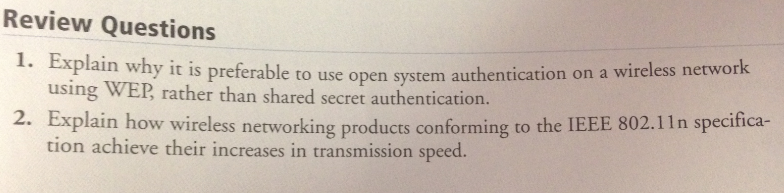 Review Questions
1. Explain why it is preferable to use open system authentication on a wireless network
using WEP, rather than shared secret authentication.
2. Explain how wireless networking products conforming to the IEEE 802.11n specifica-
tion achieve their increases in transmission speed.